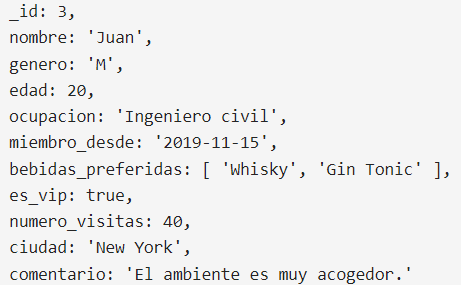 _id: 3,
nombre: 'Juan',
genero: 'M',
edad: 20,
ocupacion: 'Ingeniero civil',
miembro_desde: '2019-11-15',
bebidas_preferidas: [ 'Whisky', 'Gin Tonic' ],
es_vip: true,
numero_visitas: 40,
ciudad: 'New York',
comentario: 'El ambiente es muy acogedor.'